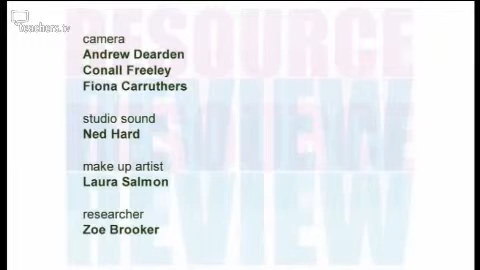 teachers.tv
RESOURCE
REVIEW
REVIEW
camera
Andrew Dearden
Conall Freeley
Fiona Carruthers
studio sound
Ned Hard
make up artist
Laura Salmon
researcher
Zoe Brooker